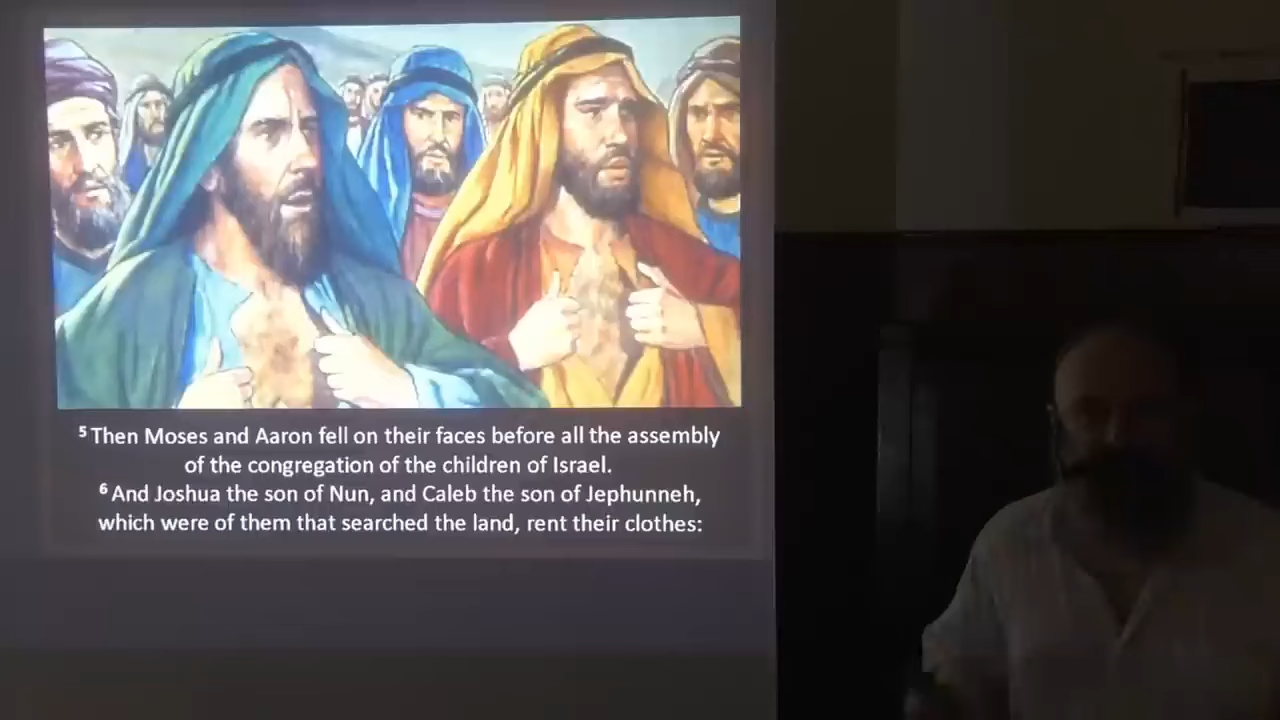 5 Then Moses and Aaron fell on their faces before all the assembly
of the congregation of the children of Israel.
6 And Joshua the son of Nun, and Caleb the son of Jephunneh,
which were of them that searched the land, rent their clothes: